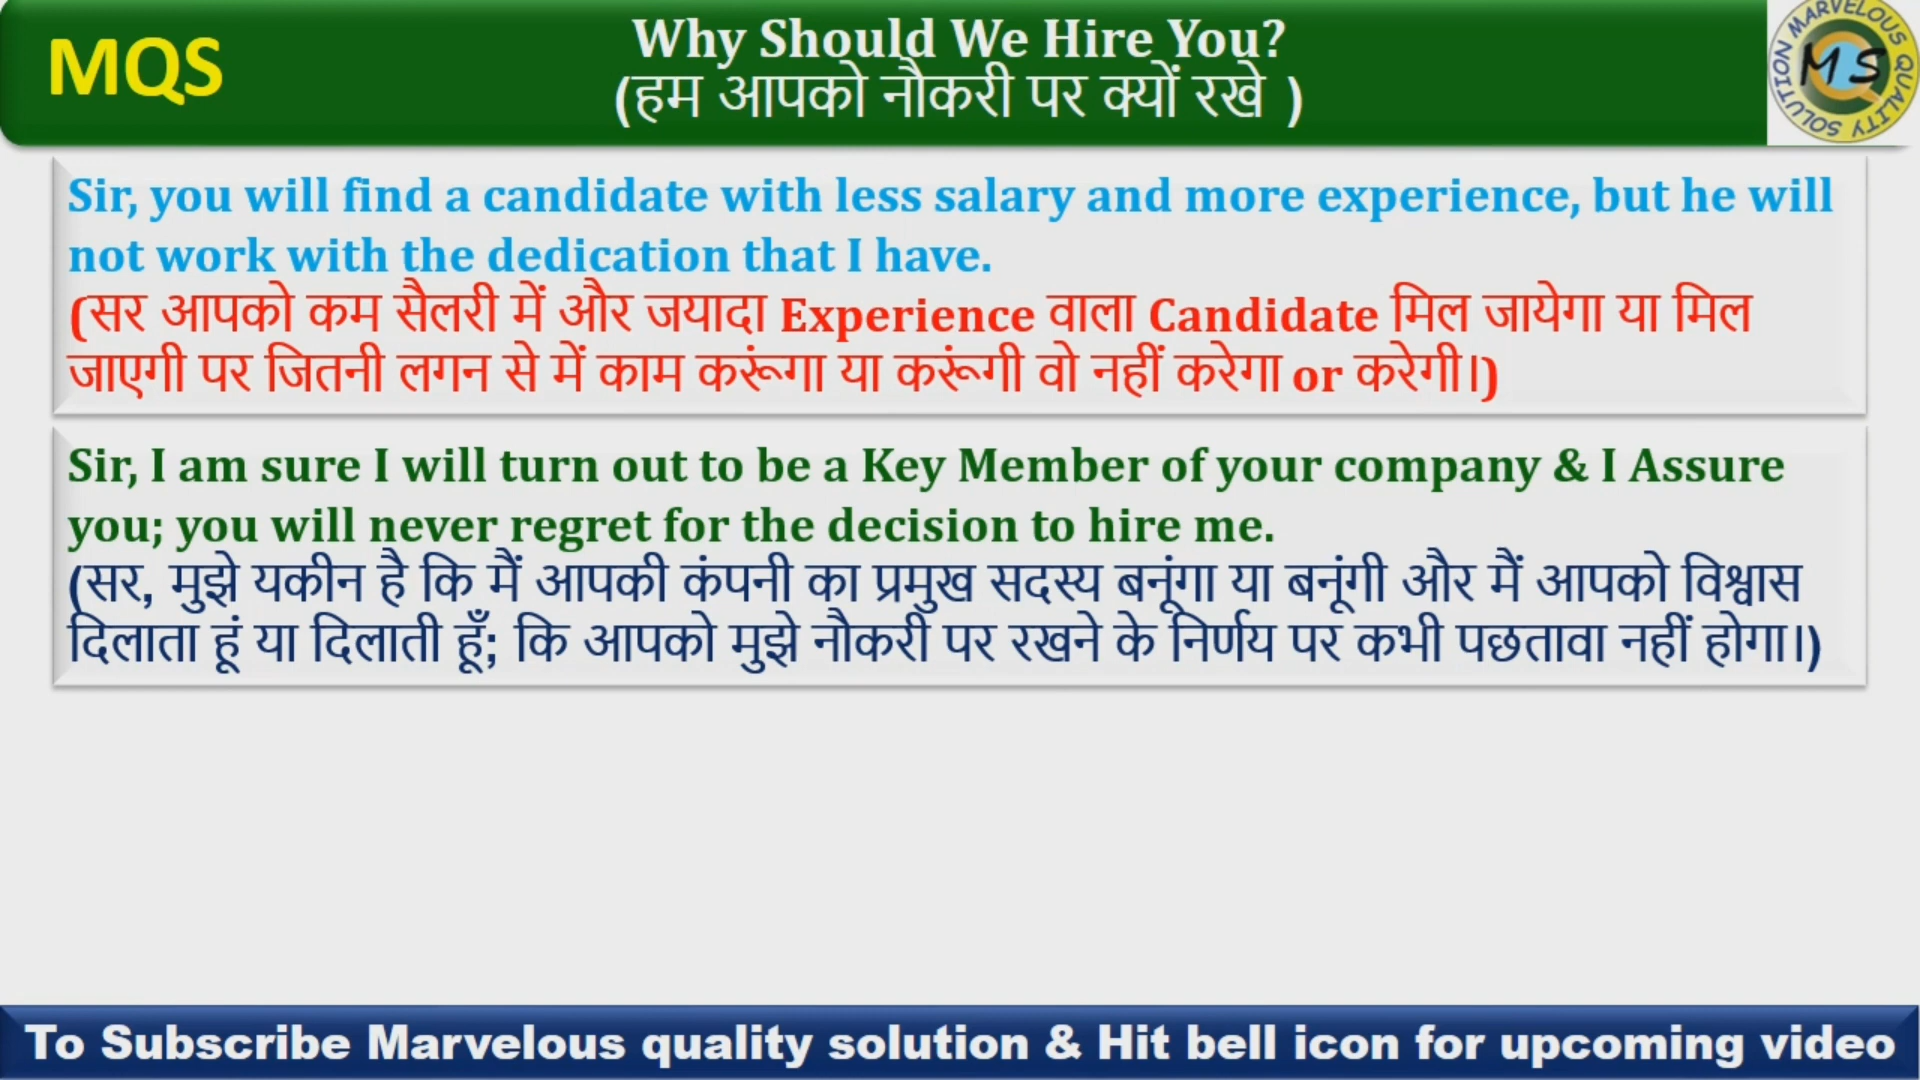 MQS
Why Should We Hire You?
(हम आपको नौकरी पर क्यों रखे )
MARVELOUS QUALITY SOLUTION
M S
Sir, you will find a candidate with less salary and more experience, but he will
not work with the dedication that I have.
(सर आपको कम सैलरी में और जयादा Experience वाला Candidate मिल जायेगा या मिल
जाएगी पर जितनी लगन से में काम करूंगा या करूंगी वो नहीं करेगा or करेगी।)
Sir, I am sure I will turn out to be a Key Member of your company & I Assure
you; you will never regret for the decision to hire me.
(सर, मुझे यकीन है कि मैं आपकी कंपनी का प्रमुख सदस्य बनूंगा या बनूंगी और मैं आपको विश्वास
दिलाता हूं या दिलाती हूँ; कि आपको मुझे नौकरी पर रखने के निर्णय पर कभी पछतावा नहीं होगा।)
To Subscribe Marvelous quality solution & Hit bell icon for upcoming video